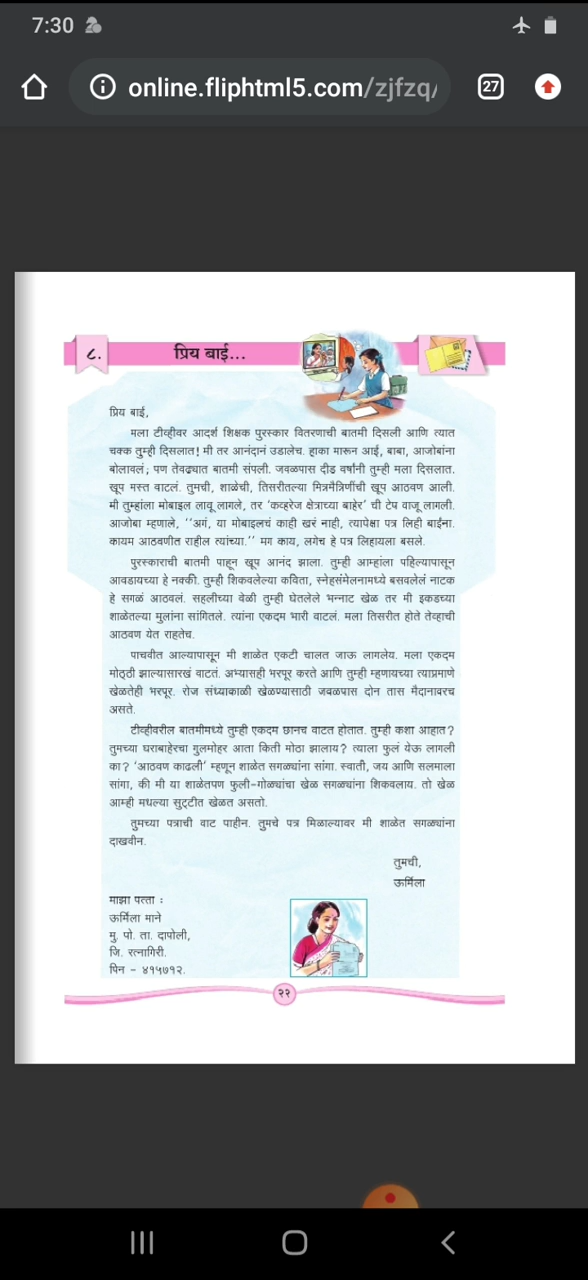 7:30
online.fliphtml5.com/zjfzq/
27
८.
प्रिय बाई...
प्रिय बाई,
मला टीव्हीवर आदर्श शिक्षक पुरस्कार वितरणाची बातमी दिसली आणि त्यात
चक्क तुम्ही दिसलात! मी तर आनंदानं उडालेच. हाका मारून आई, बाबा, आजोबांना
बोलावलं; पण तेवढ्यात बातमी संपली. जवळपास दीड वर्षांनी तुम्ही मला दिसलात.
खूप मस्त वाटलं. तुमची, शाळेची, तिसरीतल्या मित्रमैत्रिणींची खूप आठवण आली.
मी तुम्हांला मोबाइल लावू लागले, तर ‘कव्हरेज क्षेत्राच्या बाहेर’ ची टेप वाजू लागली.
आजोबा म्हणाले, ‘‘अगं, या मोबाइलचं काही खरं नाही, त्यापेक्षा पत्र लिही बाईंना.
कायम आठवणीत राहील त्यांच्या.’’ मग काय, लगेच हे पत्र लिहायला बसले.
पुरस्काराची बातमी पाहून खूप आनंद झाला. तुम्ही आम्हांला पहिल्यापासून
आवडायच्या हे नक्की. तुम्ही शिकवलेल्या कविता, स्नेहसंमेलनामध्ये बसवलेलं नाटक
हे सगळं आठवलं. सहलीच्या वेळी तुम्ही घेतलेले भन्नाट खेळ तर मी इकडच्या
शाळेतल्या मुलांना सांगितले. त्यांना एकदम भारी वाटलं. मला तिसरीत होते तेव्हाची
आठवण येत राहतेच.
पाचवीत आल्यापासून मी शाळेत एकटी चालत जाऊ लागलेय. मला एकदम
मोठ्ठी झाल्यासारखं वाटतं. अभ्यासही भरपूर करते आणि तुम्ही म्हणायच्या त्याप्रमाणे
खेळतेही भरपूर. रोज संध्याकाळी खेळण्यासाठी जवळपास दोन तास मैदानावरच
असते.
टीव्हीवरील बातमीमध्ये तुम्ही एकदम छानच वाटत होतात. तुम्ही कशा आहात?
तुमच्या घराबाहेरचा गुलमोहर आता किती मोठा झालाय? त्याला फुलं येऊ लागली
का? ‘आठवण काढली’ म्हणून शाळेत सगळ्यांना सांगा. स्वाती, जय आणि सलमाला
सांगा, की मी या शाळेतपण फुली-गोळ्यांचा खेळ सगळ्यांना शिकवलाय. तो खेळ
आम्ही मधल्या सुट्टीत खेळत असतो.
तुमच्या पत्राची वाट पाहीन. तुमचे पत्र मिळाल्यावर मी शाळेत सगळ्यांना
दाखवीन.
तुमची,
ऊर्मिला
माझा पत्ता :
ऊर्मिला माने
मु. पो. ता. दापोली,
जि. रत्नागिरी.
पिन - ४१५७१२.
२२